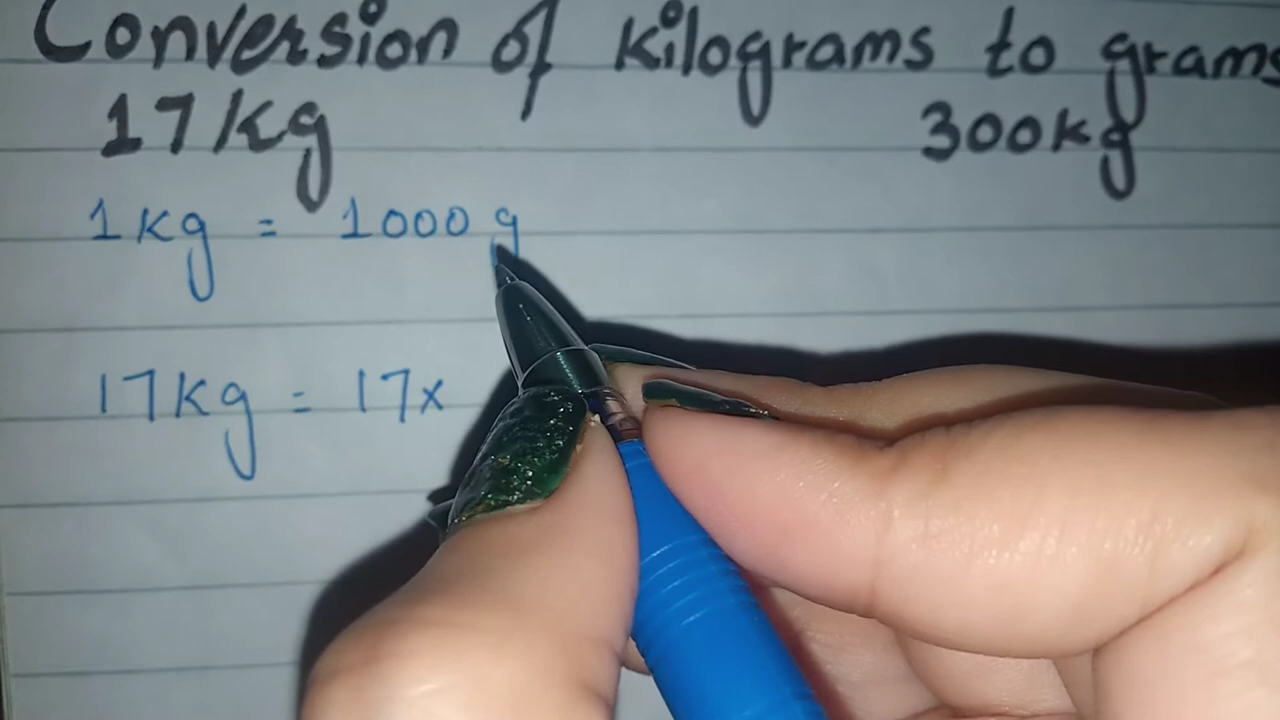 Conversion of kilograms to grams
17kg 300kg
1kg = 1000g
17kg = 17x